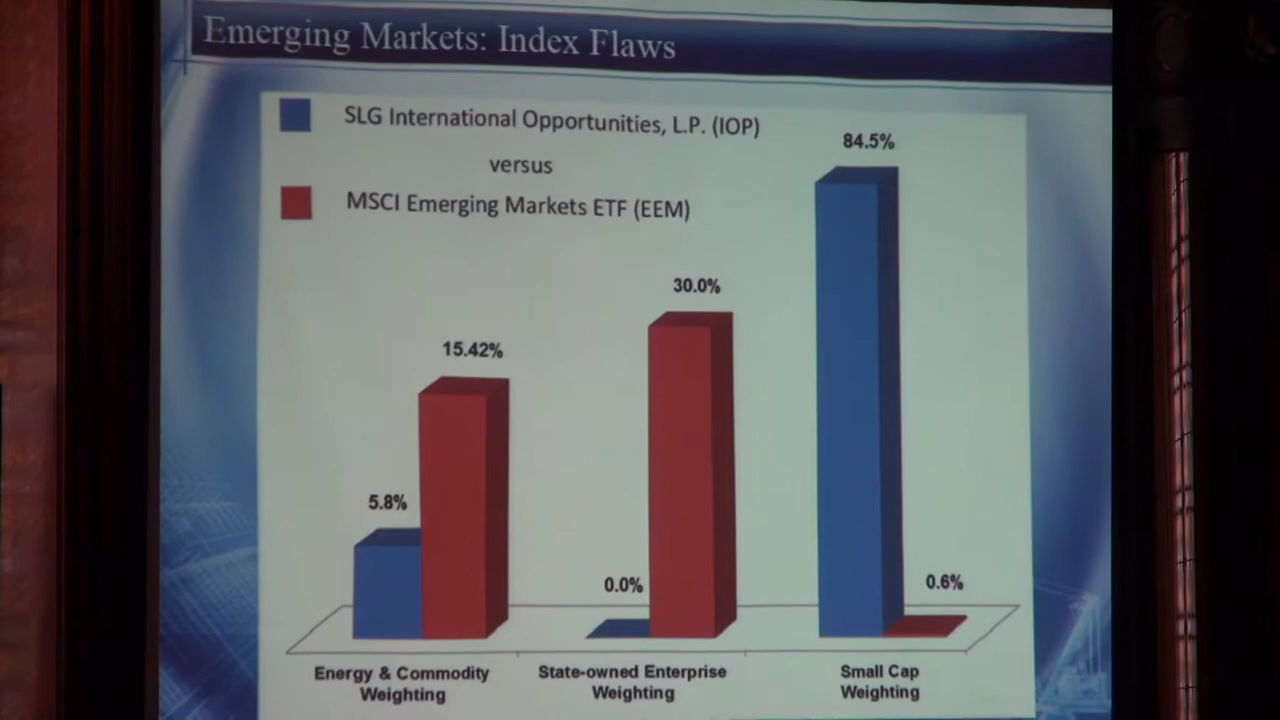 Emerging Markets: Index Flaws
SLG International Opportunities, L.P. (IOP)
versus
MSCI Emerging Markets ETF (EEM)
84.5%
30.0%
15.42%
5.8%
0.0%
0.6%
Energy & Commodity
Weighting
State-owned Enterprise
Weighting
Small Cap
Weighting